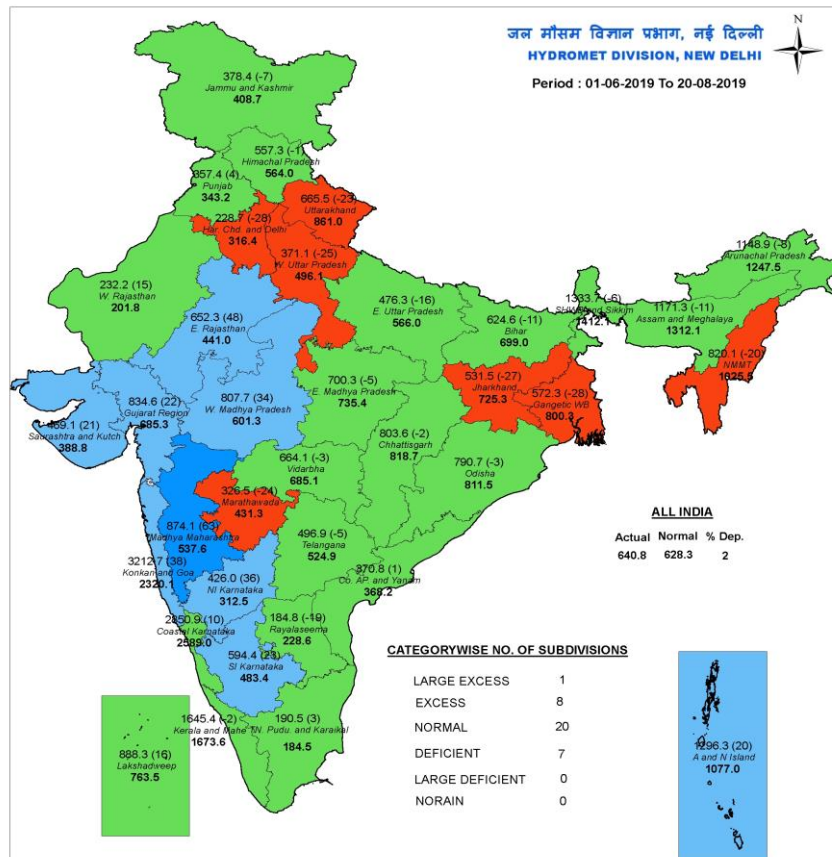 जल मौसम विज्ञान प्रभाग, नई दिल्ली
HYDROMET DIVISION, NEW DELHI
N
Period : 01-06-2019 To 20-08-2019
378.4 (-7)
Jammu and Kashmir
408.7
557.3 (-1)
Himachal Pradesh
564.0
357.4 (4)
Punjab
343.2
665.5 (-23)
Uttarakhand
861.0
228.7 (-28)
Har. Chd. and Delhi
316.4
371.1 (-25)
W. Uttar Pradesh
496.1
232.2 (15)
W. Rajasthan
201.8
652.3 (48)
E. Rajasthan
441.0
476.3 (-16)
E. Uttar Pradesh
566.0
624.6 (-11)
Bihar
699.0
1333.7 (-6)
and Sikkim
1412.1
1148.9 (-8)
Arunachal Pradesh
1247.5
1171.3 (-11)
Assam and Meghalaya
1312.1
820.1 (-20)
NMMT
1025.5
700.3 (-5)
E. Madhya Pradesh
735.4
531.5 (-27)
Jharkhand
725.3
572.3 (-28)
Gangetic WB
800.3
834.6 (22)
Gujarat Region
685.3
807.7 (34)
W. Madhya Pradesh
601.3
469.1 (21)
Saurashtra and Kutch
388.8
803.6 (-2)
Chhattisgarh
818.7
664.1 (-3)
Vidarbha
685.1
790.7 (-3)
Odisha
811.5
326.5 (-24)
Marathawada
431.3
874.1 (63)
Madhya Maharashtra
537.6
496.9 (-5)
Telangana
524.9
3212.7 (38)
Konkan and Goa
2320.1
426.0 (36)
NI Karnataka
312.5
370.8 (1)
Co. AP. and Yanam
368.2
2850.9 (10)
Coastal Karnataka
2589.0
184.8 (-19)
Rayalaseema
228.6
594.4 (23)
SI Karnataka
483.4
1645.4 (-2)
Kerala and Mahe
1673.6
190.5 (3)
TN. Pudu. and Karaikal
184.5
888.3 (16)
Lakshadweep
763.5
1296.3 (20)
A and N Island
1077.0
ALL INDIA
Actual Normal % Dep.
640.8 628.3 2
CATEGORYWISE NO. OF SUBDIVISIONS
LARGE EXCESS 1
EXCESS 8
NORMAL 20
DEFICIENT 7
LARGE DEFICIENT 0
NORAIN 0